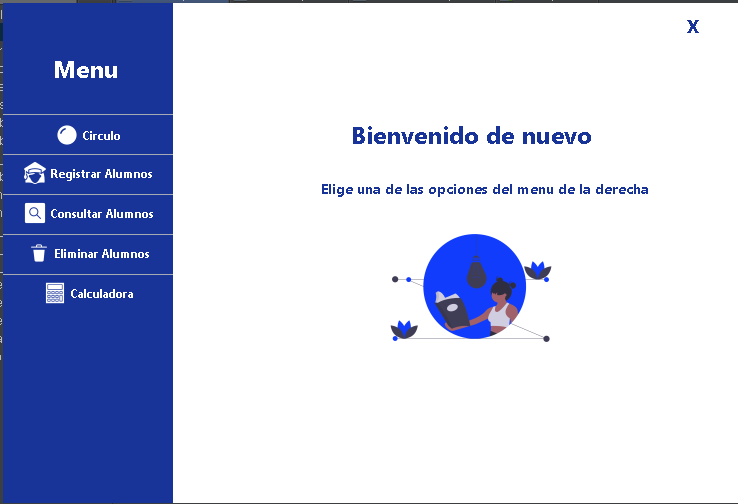 X
Menu
Bienvenido de nuevo
Circulo
Registrar Alumnos
Elige una de las opciones del menu de la derecha
Consultar Alumnos
Eliminar Alumnos
Calculadora